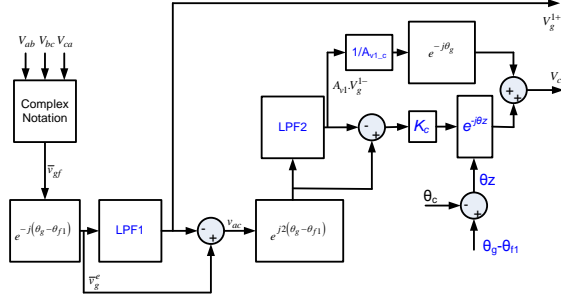 V_ab V_bc V_ca
Complex
Notation
v̅_gf
e^{-j(θ_g-θ_f1)}
LPF1
v̅_g^e
-
+
v_ac
e^{j2(θ_g-θ_f1)}
LPF2
A_v1.V_g^{1-}
1/A_v1_c
e^{-jθ_g}
-
+
K_c
e^{-jθz}
θz
θ_c
-
+
θ_g-θ_f1
+
+
V_g^{1+}
V_c